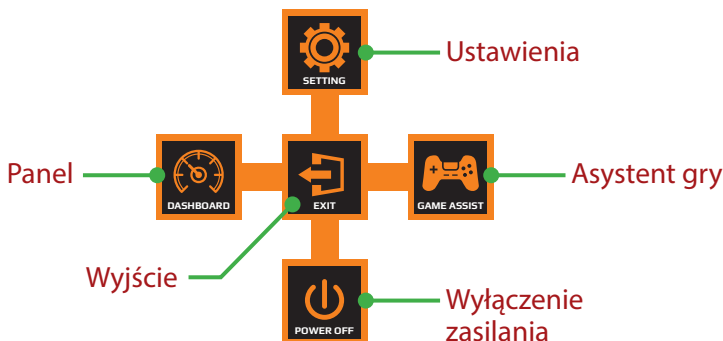 SETTING
Ustawienia
Panel
DASHBOARD
EXIT
GAME ASSIST
Asystent gry
Wyjście
POWER OFF
Wyłączenie
zasilania